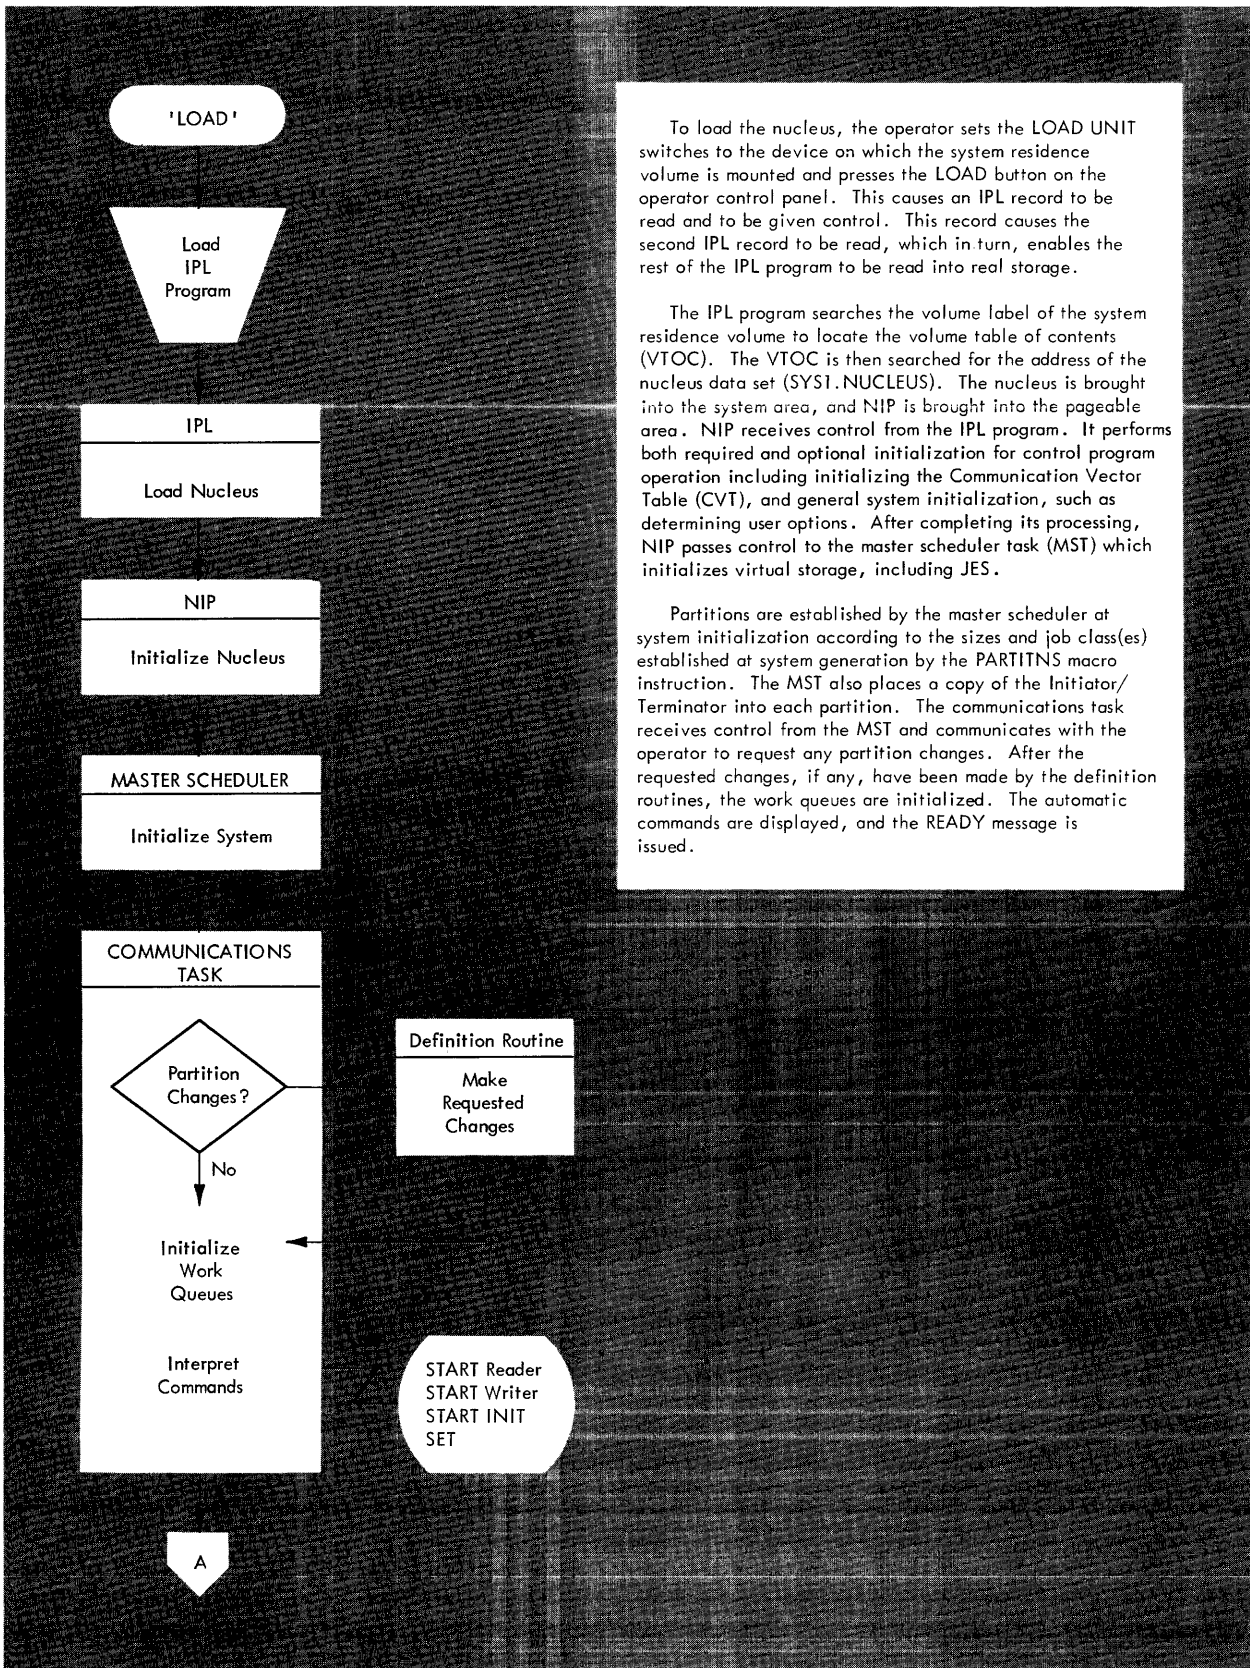 'LOAD'
Load
IPL
Program
IPL
Load Nucleus
NIP
Initialize Nucleus
MASTER SCHEDULER
Initialize System
COMMUNICATIONS
TASK
Partition
Changes?
No
Initialize
Work
Queues
Interpret
Commands
A
Definition Routine
Make
Requested
Changes
START Reader
START Writer
START INIT
SET
To load the nucleus, the operator sets the LOAD UNIT
switches to the device on which the system residence
volume is mounted and presses the LOAD button on the
operator control panel. This causes an IPL record to be
read and to be given control. This record causes the
second IPL record to be read, which in turn, enables the
rest of the IPL program to be read into real storage.
The IPL program searches the volume label of the system
residence volume to locate the volume table of contents
(VTOC). The VTOC is then searched for the address of the
nucleus data set (SYS1.NUCLEUS). The nucleus is brought
into the system area, and NIP is brought into the pageable
area. NIP receives control from the IPL program. It performs
both required and optional initialization for control program
operation including initializing the Communication Vector
Table (CVT), and general system initialization, such as
determining user options. After completing its processing,
NIP passes control to the master scheduler task (MST) which
initializes virtual storage, including JES.
Partitions are established by the master scheduler at
system initialization according to the sizes and job class(es)
established at system generation by the PARTITNS macro
instruction. The MST also places a copy of the Initiator/
Terminator into each partition. The communications task
receives control from the MST and communicates with the
operator to request any partition changes. After the
requested changes, if any, have been made by the definition
routines, the work queues are initialized. The automatic
commands are displayed, and the READY message is
issued.